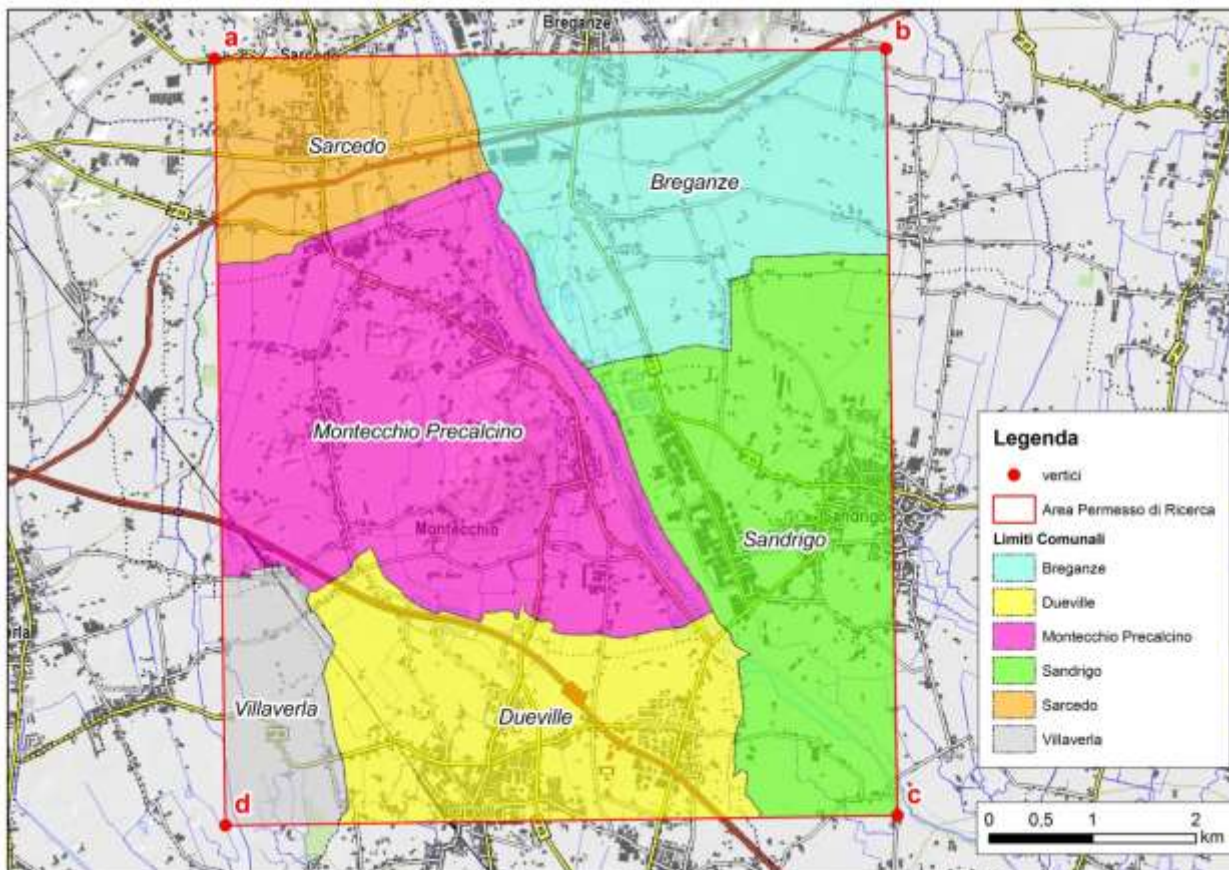 Breganze
a
b
Sarcedo
Sarcedo
Breganze
Montecchio Precalcino
Montecchio
Sandrigo
Sandrigo
Villaverla
Dueville
d
c
Legenda
vertici
Area Permesso di Ricerca
Limiti Comunali
Breganze
Dueville
Montecchio Precalcino
Sandrigo
Sarcedo
Villaverla
0 0.5 1 2
km